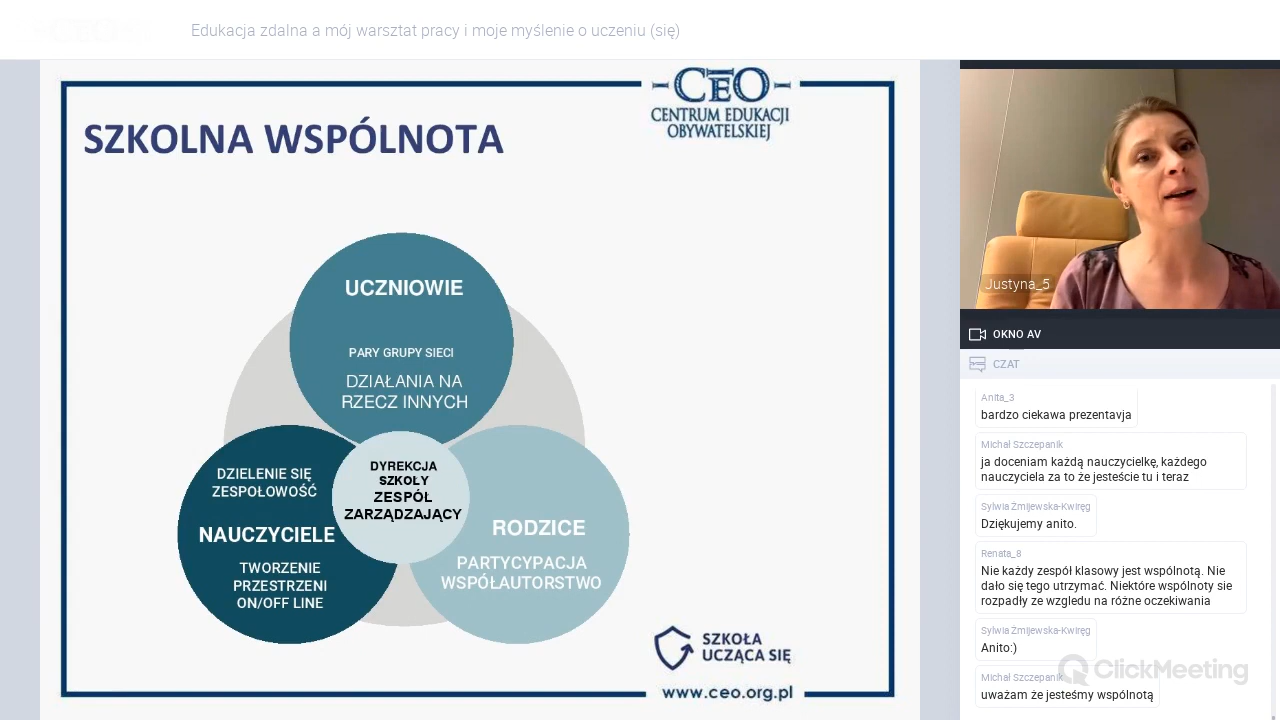 CEO
Edukacja zdalna a mój warsztat pracy i moje myślenie o uczeniu (się)
CEO
CENTRUM EDUKACJI
OBYWATELSKIEJ
SZKOLNA WSPÓLNOTA
UCZNIOWIE
PARY GRUPY SIECI
DZIAŁANIA NA
RZECZ INNYCH
DZIELENIE SIĘ
ZESPOŁOWOŚĆ
NAUCZYCIELE
TWORZENIE
PRZESTRZENI
ON/OFF LINE
DYREKCJA
SZKOŁY
ZESPÓŁ
ZARZĄDZAJĄCY
RODZICE
PARTYCYPACJA
WSPÓŁAUTORSTWO
SZKOŁA
UCZĄCA SIĘ
www.ceo.org.pl
Justyna_5
OKNO AV
CZAT
Anita_3
bardzo ciekawa prezentavja
Michał Szczepanik
ja doceniam każdą nauczycielkę, każdego
nauczyciela za to że jesteście tu i teraz
Sylwia Żmijewska-Kwiręg
Dziękujemy anito.
Renata_8
Nie każdy zespół klasowy jest wspólnotą. Nie
dało się tego utrzymać. Niektóre wspólnoty sie
rozpadły ze wzgledu na różne oczekiwania
Sylwia Żmijewska-Kwiręg
Anito:)
Michał Szczepanik
uważam że jesteśmy wspólnotą
ClickMeeting